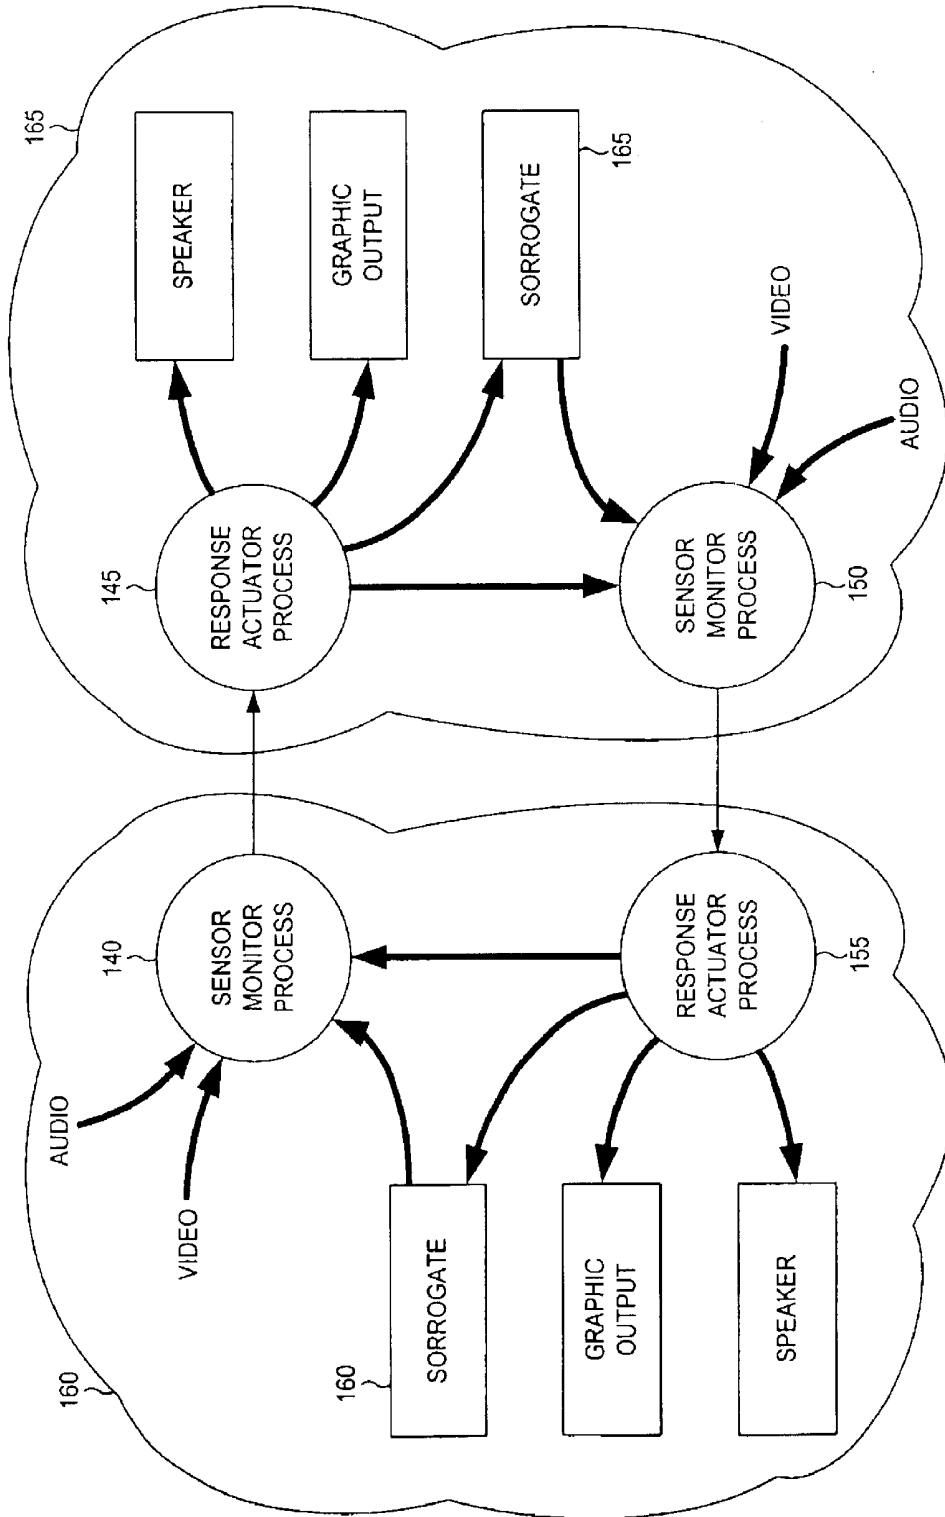 160
AUDIO
VIDEO
140
SENSOR
MONITOR
PROCESS
160
SORROGATE
GRAPHIC
OUTPUT
SPEAKER
RESPONSE
ACTUATOR
PROCESS
155
165
145
RESPONSE
ACTUATOR
PROCESS
SPEAKER
GRAPHIC
OUTPUT
SORROGATE
165
SENSOR
MONITOR
PROCESS
150
VIDEO
AUDIO